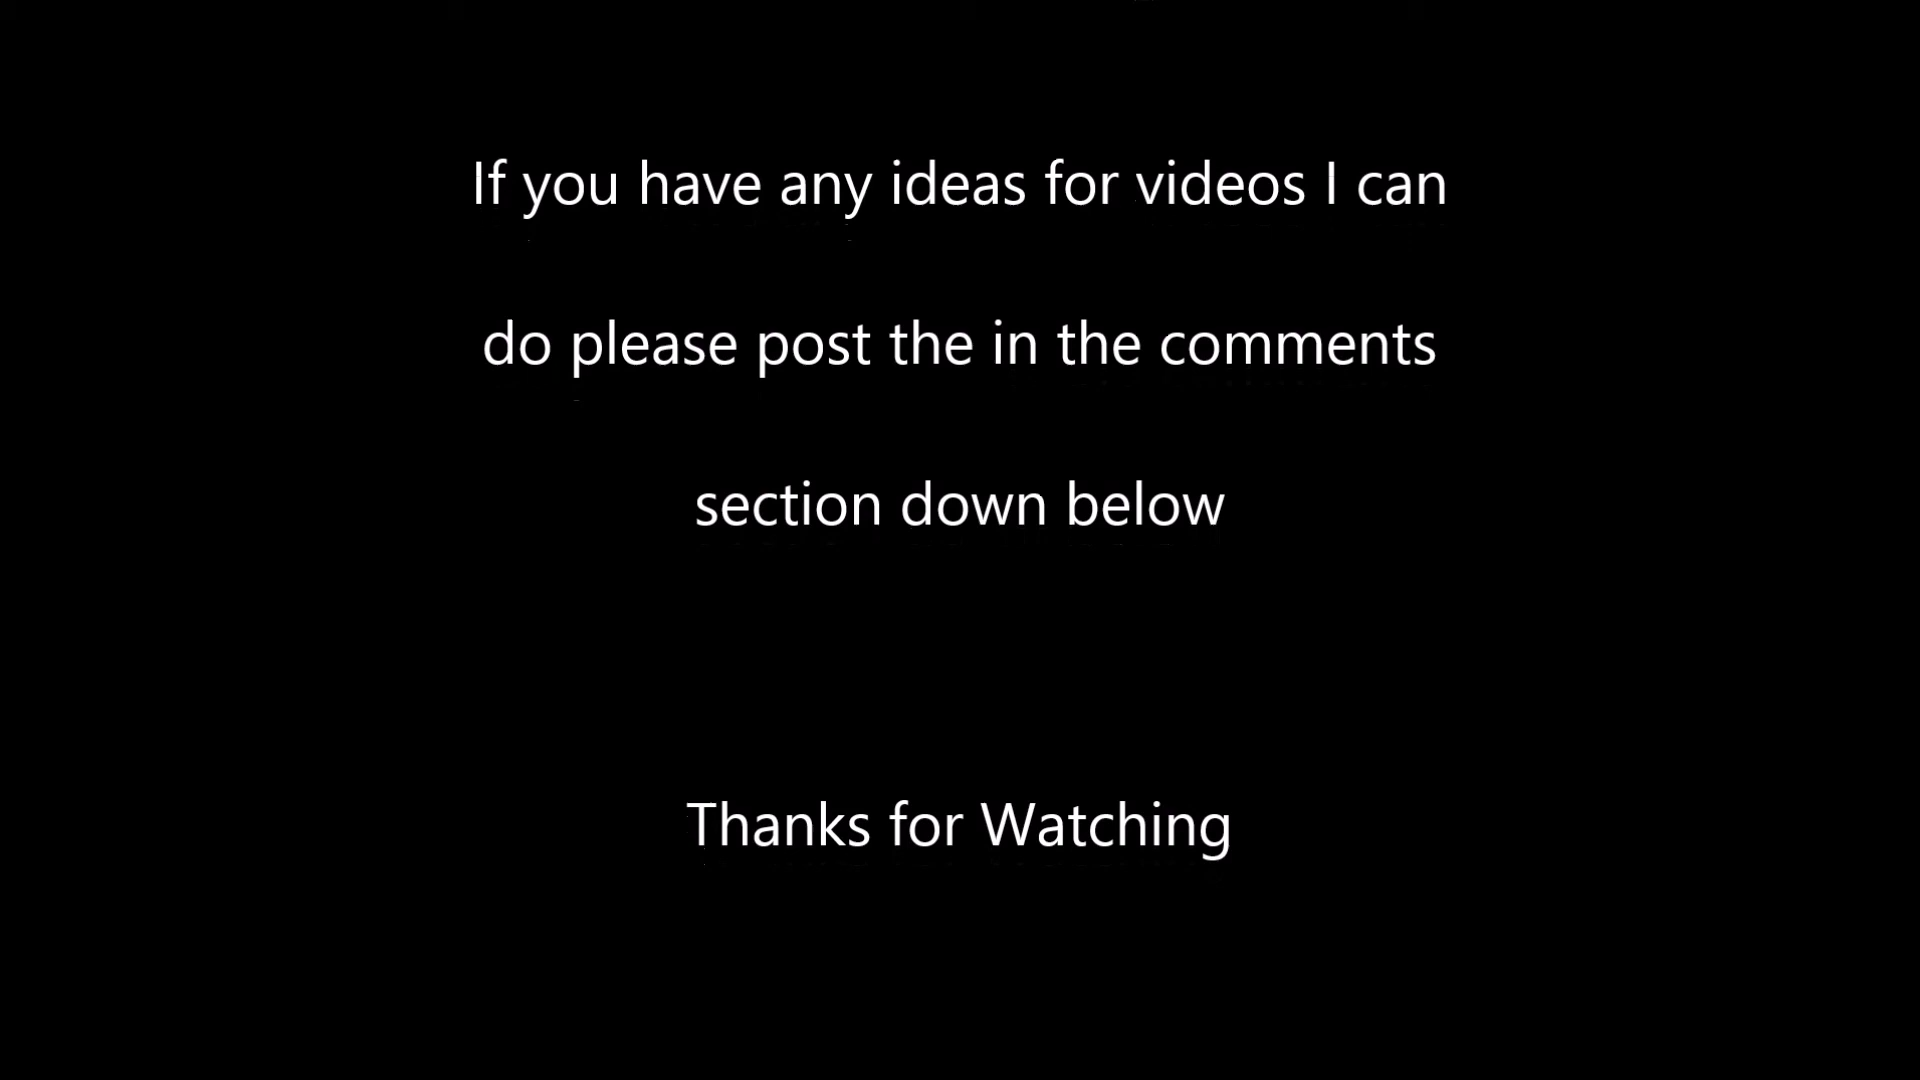 If you have any ideas for videos I can
do please post the in the comments
section down below
Thanks for Watching